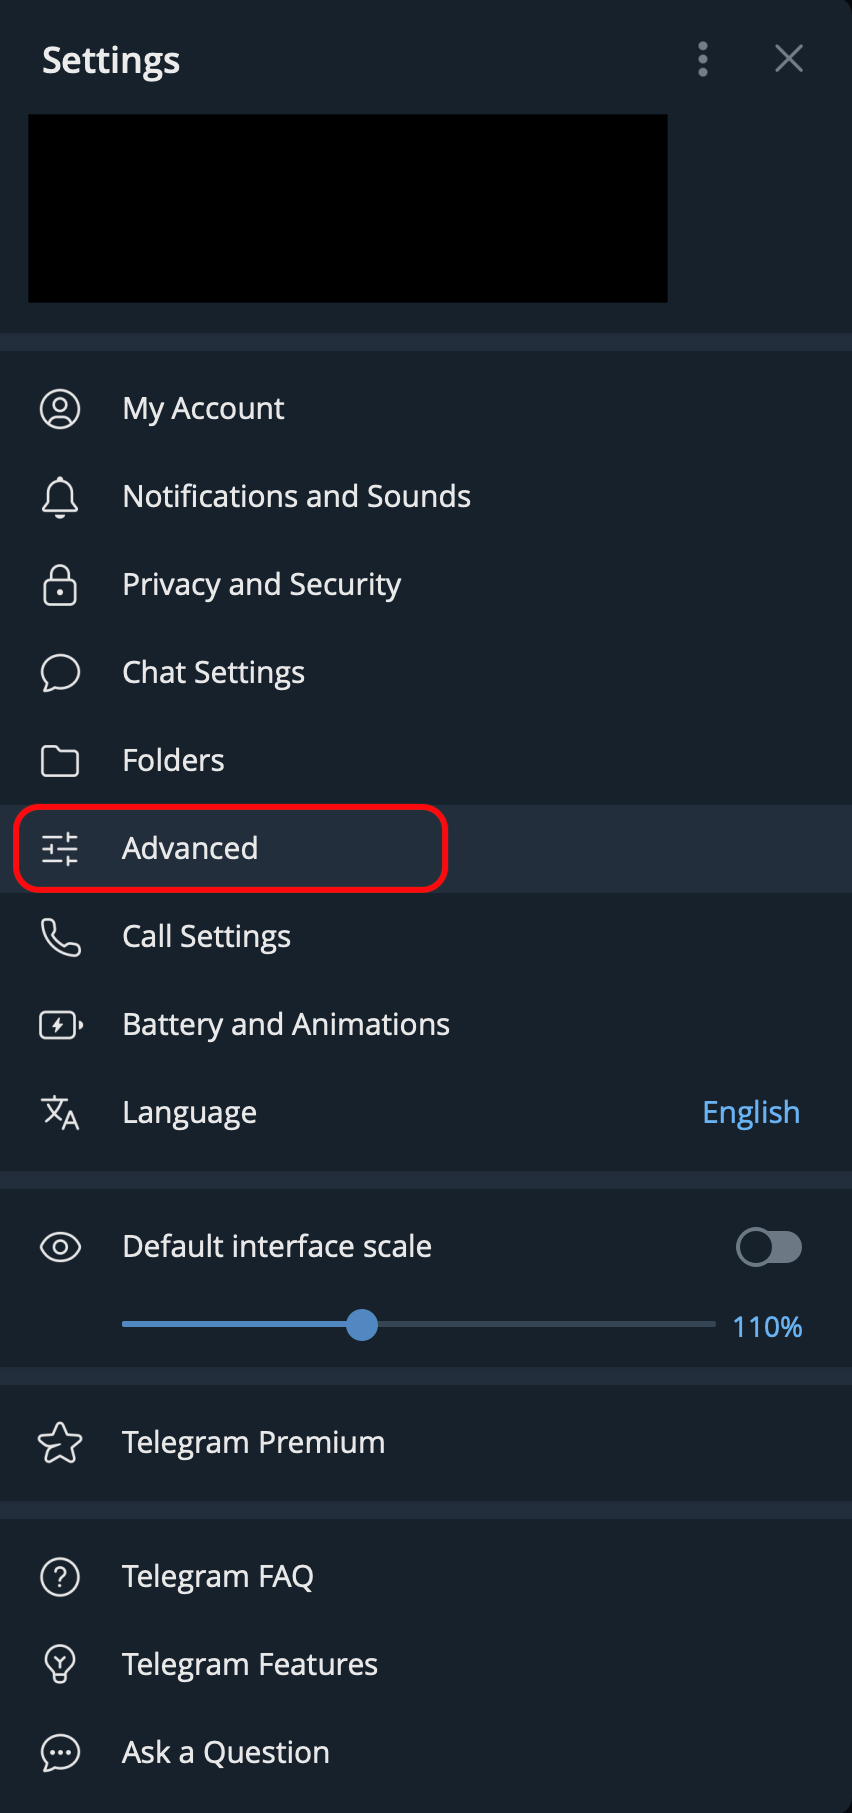 Settings
My Account
Notifications and Sounds
Privacy and Security
Chat Settings
Folders
Advanced
Call Settings
Battery and Animations
Language English
Default interface scale
110%
Telegram Premium
Telegram FAQ
Telegram Features
Ask a Question